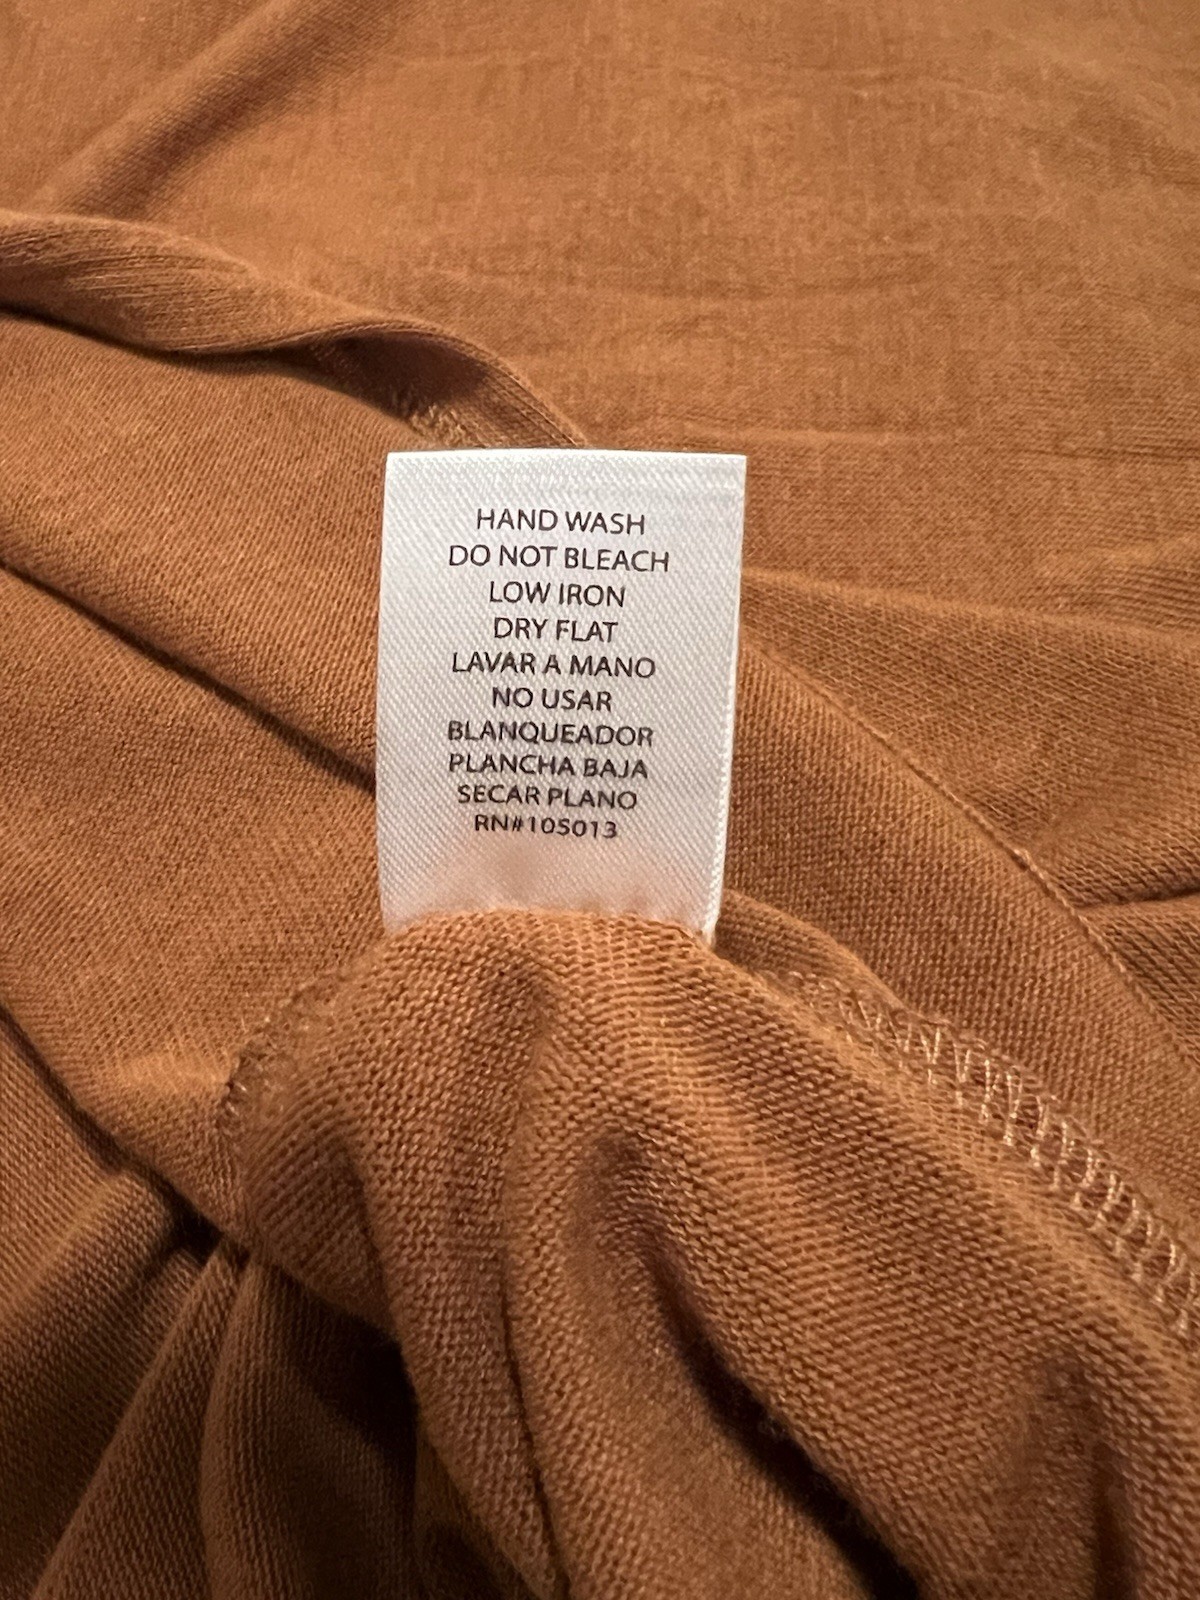 HAND WASH
DO NOT BLEACH
LOW IRON
DRY FLAT
LAVAR A MANO
NO USAR
BLANQUEADOR
PLANCHA BAJA
SECAR PLANO
RN#105013